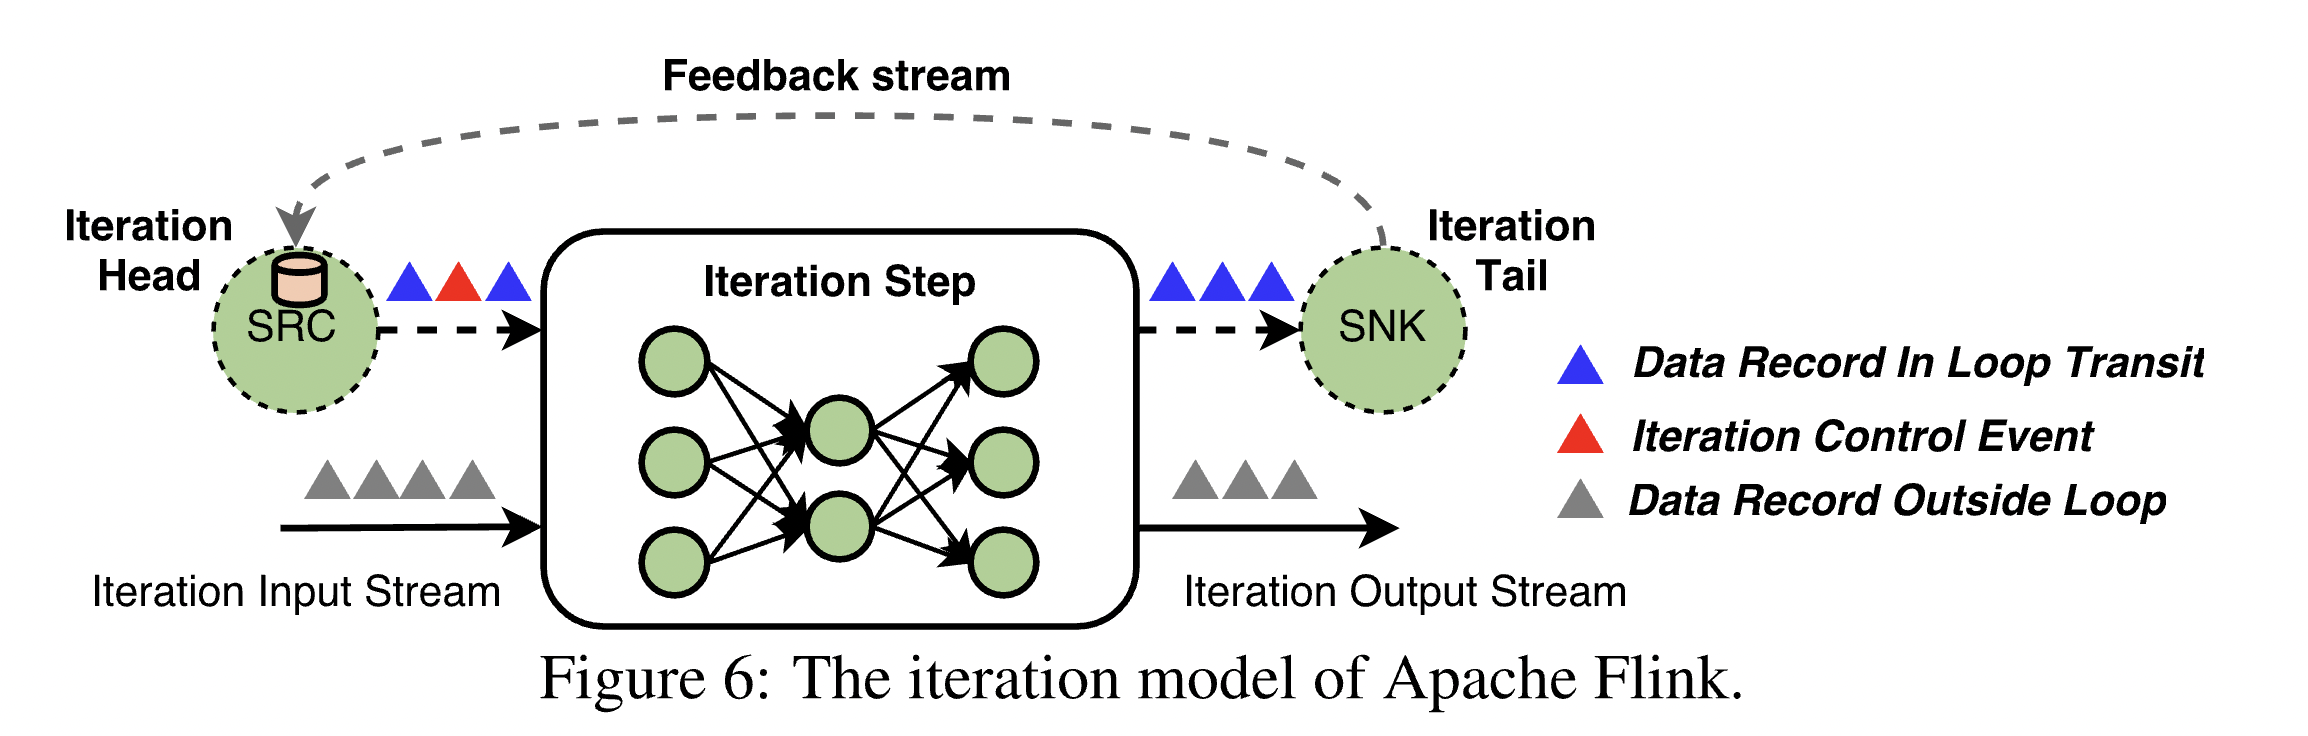 Feedback stream
Iteration
Head
SRC
Iteration Step
Iteration
Tail
SNK
Data Record In Loop Transit
Iteration Control Event
Data Record Outside Loop
Iteration Input Stream
Iteration Output Stream
Figure 6: The iteration model of Apache Flink.